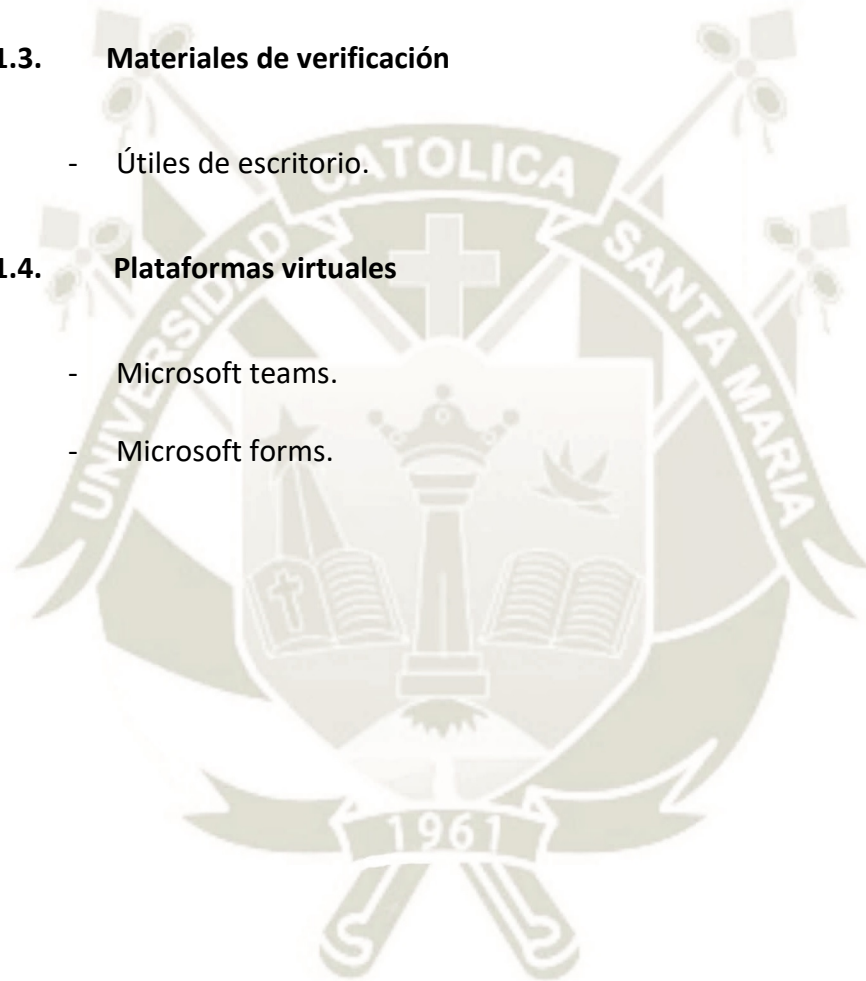 1.3. Materiales de verificación
- Útiles de escritorio.
1.4. Plataformas virtuales
- Microsoft teams.
- Microsoft forms.
UNIVERSIDAD CATOLICA SANTA MARIA
1961